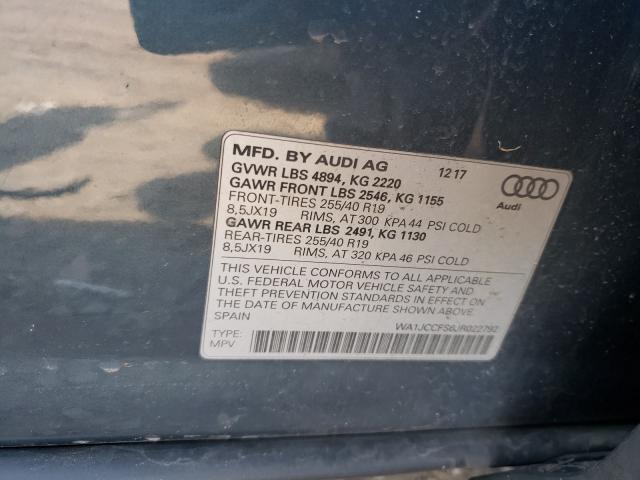 MFD. BY AUDI AG 12 17
GVWR LBS 4894, KG 2220
GAWR FRONT LBS 2546, KG 1155
FRONT-TIRES 255/40 R19
8,5JX19 RIMS, AT 300 KPA 44 PSI COLD
GAWR REAR LBS 2491, KG 1130
REAR-TIRES 255/40 R19
8,5JX19 RIMS, AT 320 KPA 46 PSI COLD
Audi
THIS VEHICLE CONFORMS TO ALL APPLICABLE
U.S. FEDERAL MOTOR VEHICLE SAFETY AND
THEFT PREVENTION STANDARDS IN EFFECT ON
THE DATE OF MANUFACTURE SHOWN ABOVE
SPAIN
WA1JCCFS6JR022792
TYPE:
MPV